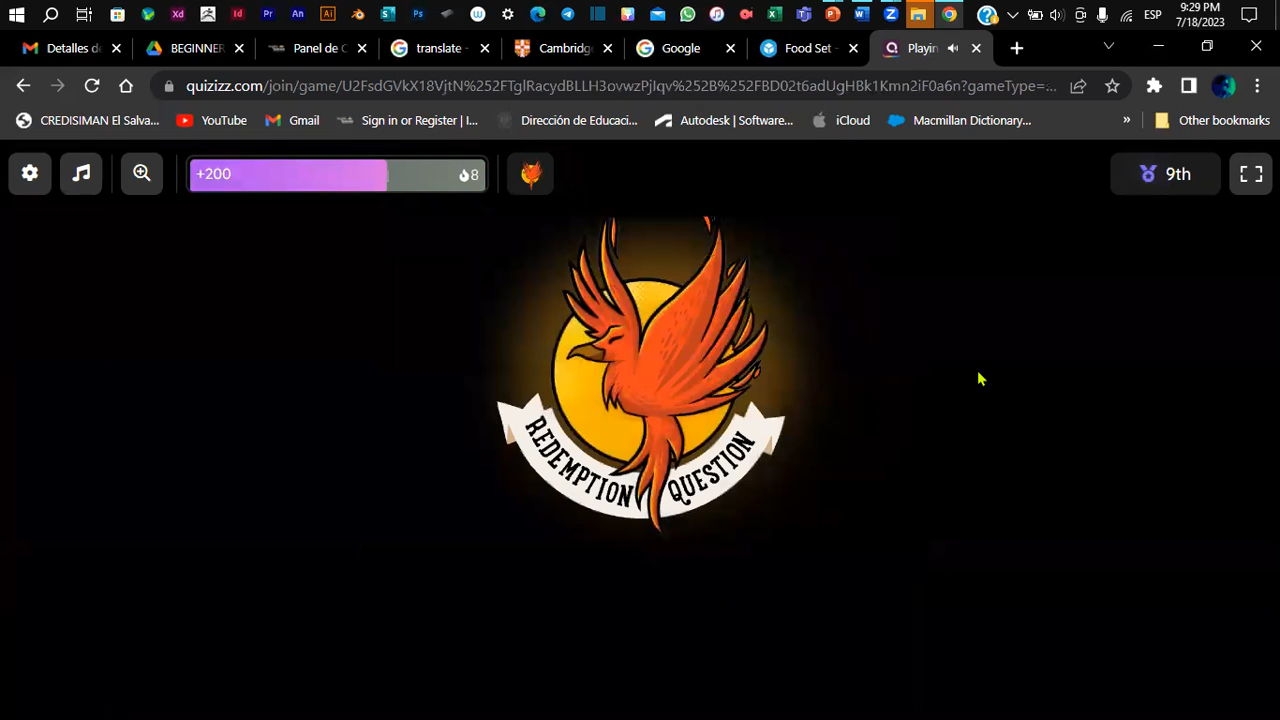 9:29 PM
ESP
7/18/2023
Detalles de
BEGINNER
Panel de C
translate -
Cambridg
Google
Food Set -
Playin
quizizz.com/join/game/U2FsdGVkX18VjtN%252FTglRacydBLLH3ovwzPjIqv%252B%252FBD02t6adUgHBk1Kmn2iF0a6n?gameType=...
CREDISIMAN El Salva...
YouTube
Gmail
Sign in or Register | I...
Dirección de Educaci...
Autodesk | Software...
iCloud
Macmillan Dictionary...
»
Other bookmarks
+200
8
9th
REDEMPTION QUESTION